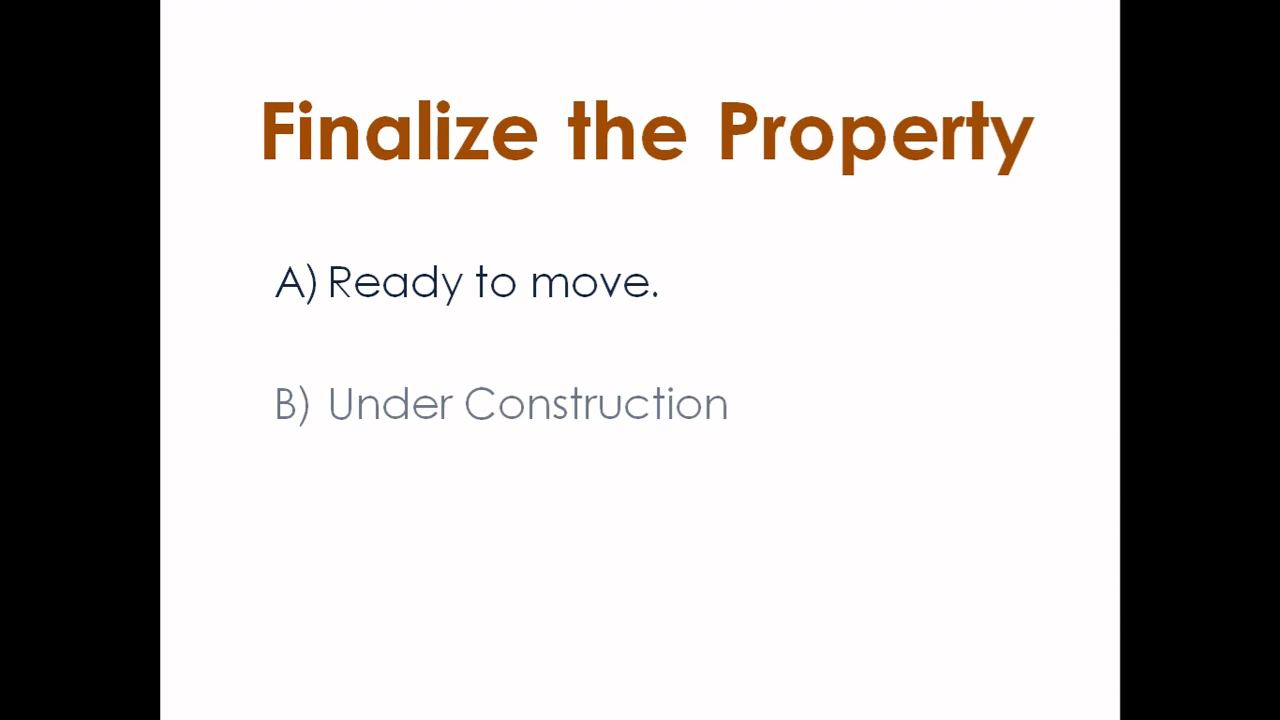 Finalize the Property
A) Ready to move.
B) Under Construction